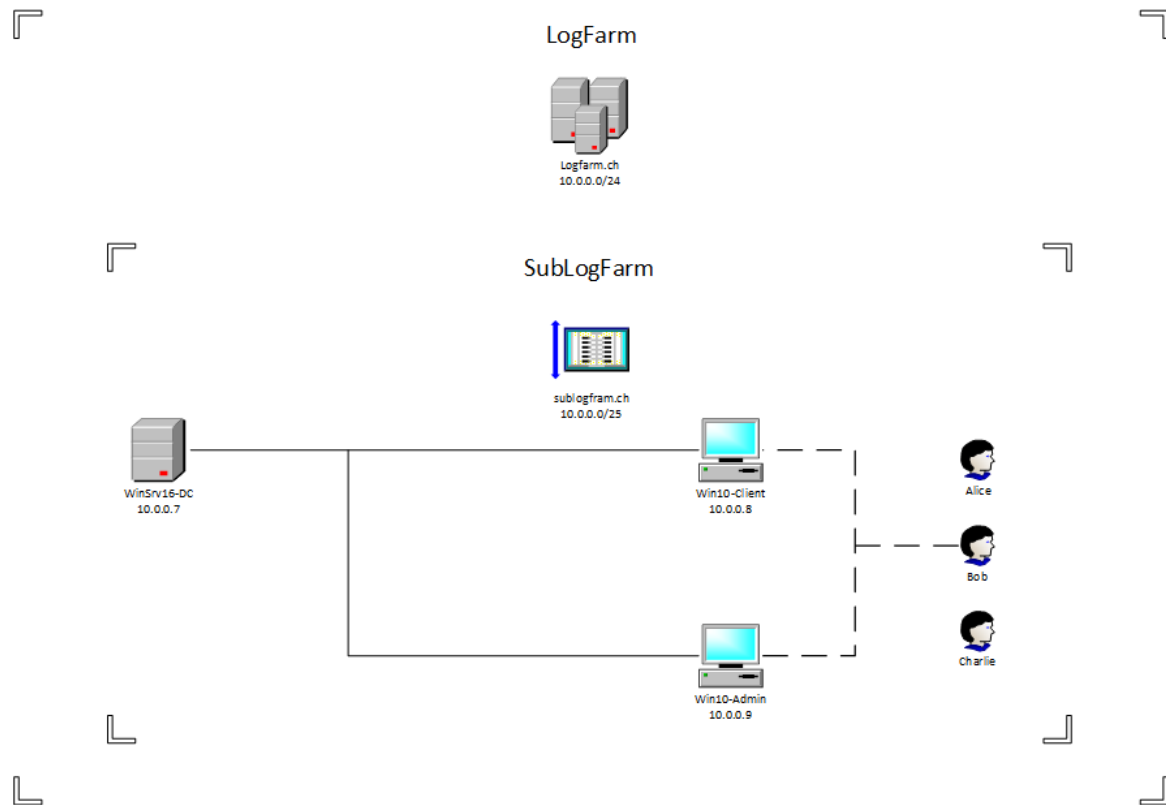 LogFarm
Logfarm.ch
10.0.0.0/24
SubLogFarm
sublogfram.ch
10.0.0.0/25
WinSrv16-DC
10.0.0.7
Win10-Client
10.0.0.8
Alice
Bob
Charlie
Win10-Admin
10.0.0.9